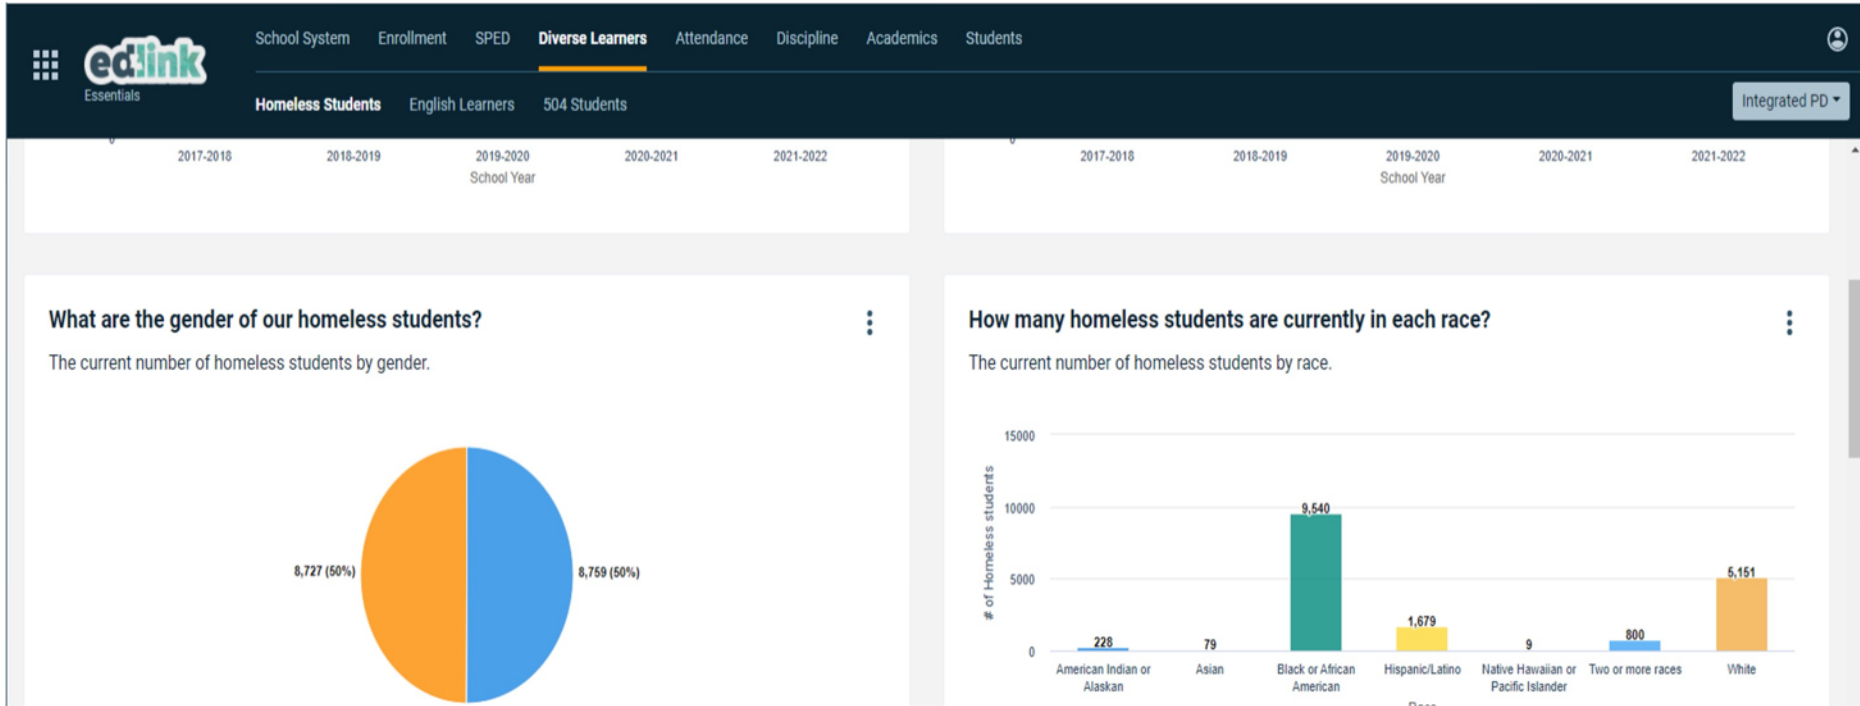 School System Enrollment SPED Diverse Learners Attendance Discipline Academics Students
ed link
Essentials
Homeless Students English Learners 504 Students
Integrated PD
0
2017-2018 2018-2019 2019-2020 2020-2021 2021-2022
School Year
0
2017-2018 2018-2019 2019-2020 2020-2021 2021-2022
School Year
What are the gender of our homeless students?
The current number of homeless students by gender.
8,727 (50%)
8,759 (50%)
How many homeless students are currently in each race?
The current number of homeless students by race.
# of Homeless students
15000
10000
5000
0
228
79
9,540
1,679
9
800
5,151
American Indian or
Alaskan
Asian
Black or African
American
Hispanic/Latino
Native Hawaiian or
Pacific Islander
Two or more races
White